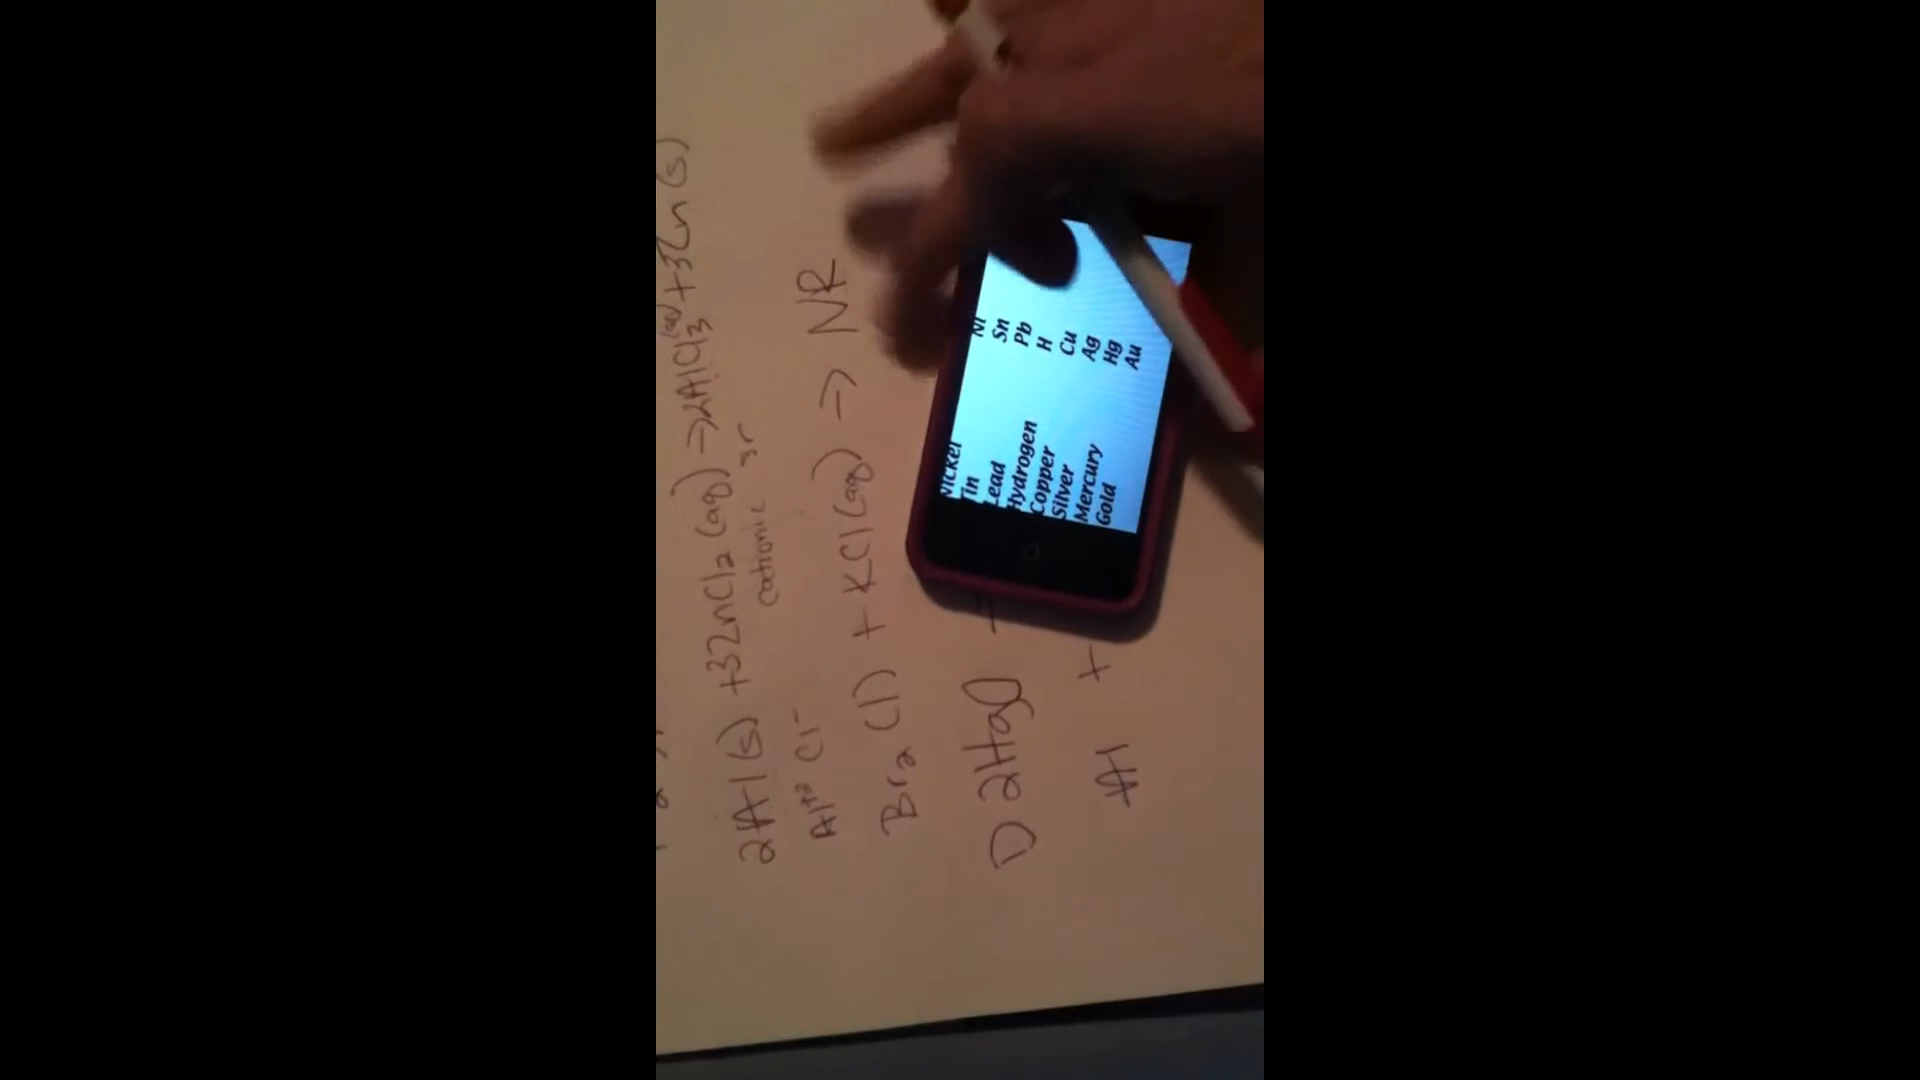 2Al(s) + 3ZnCl2(aq) → 2AlCl3(aq) + 3Zn(s)
cationic sr
Al+3 Cl-
Br2(l) + KCl(aq) → NR
D 2HgO
Al +
Nickel Ni
Tin Sn
Lead Pb
Hydrogen H
Copper Cu
Silver Ag
Mercury Hg
Gold Au